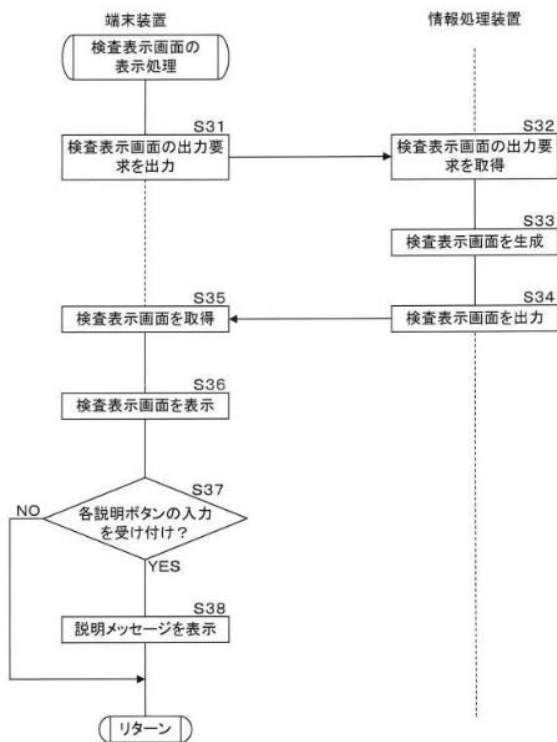 端末装置
情報処理装置
検査表示画面の
表示処理
S31
検査表示画面の出力要
求を出力
S32
検査表示画面の出力要
求を取得
S33
検査表示画面を生成
S34
検査表示画面を出力
S35
検査表示画面を取得
S36
検査表示画面を表示
S37
各説明ボタンの入力
を受け付け？
NO
YES
S38
説明メッセージを表示
リターン